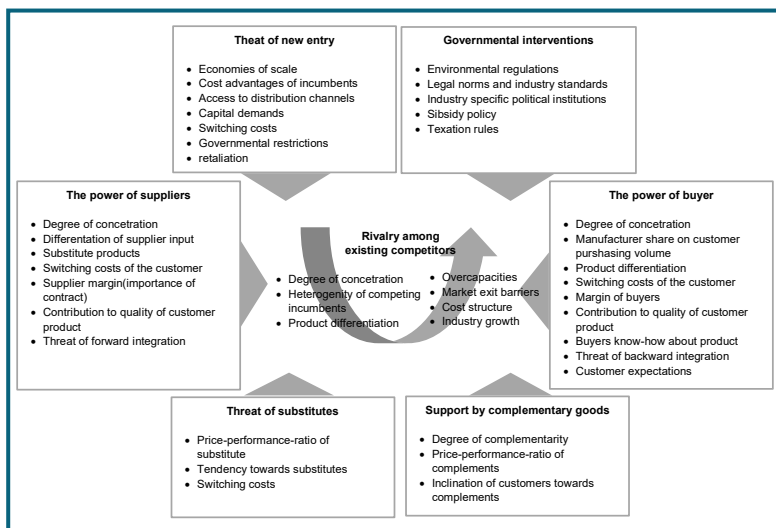 Theat of new entry
• Economies of scale
• Cost advantages of incumbents
• Access to distribution channels
• Capital demands
• Switching costs
• Governmental restrictions
• retaliation
Governmental interventions
• Environmental regulations
• Legal norms and industry standards
• Industry specific political institutions
• Sibsidy policy
• Texation rules
The power of suppliers
• Degree of concetration
• Differentation of supplier input
• Substitute products
• Switching costs of the customer
• Supplier margin(importance of
contract)
• Contribution to quality of customer
product
• Threat of forward integration
Rivalry among
existing competitors
• Degree of concetration
• Heterogenity of competing
incumbents
• Product differentiation
• Overcapacities
• Market exit barriers
• Cost structure
• Industry growth
The power of buyer
• Degree of concetration
• Manufacturer share on customer
purshasing volume
• Product differentiation
• Switching costs of the customer
• Margin of buyers
• Contribution to quality of customer
product
• Buyers know-how about product
• Threat of backward integration
• Customer expectations
Threat of substitutes
• Price-performance-ratio of
substitute
• Tendency towards substitutes
• Switching costs
Support by complementary goods
• Degree of complementarity
• Price-performance-ratio of
complements
• Inclination of customers towards
complements